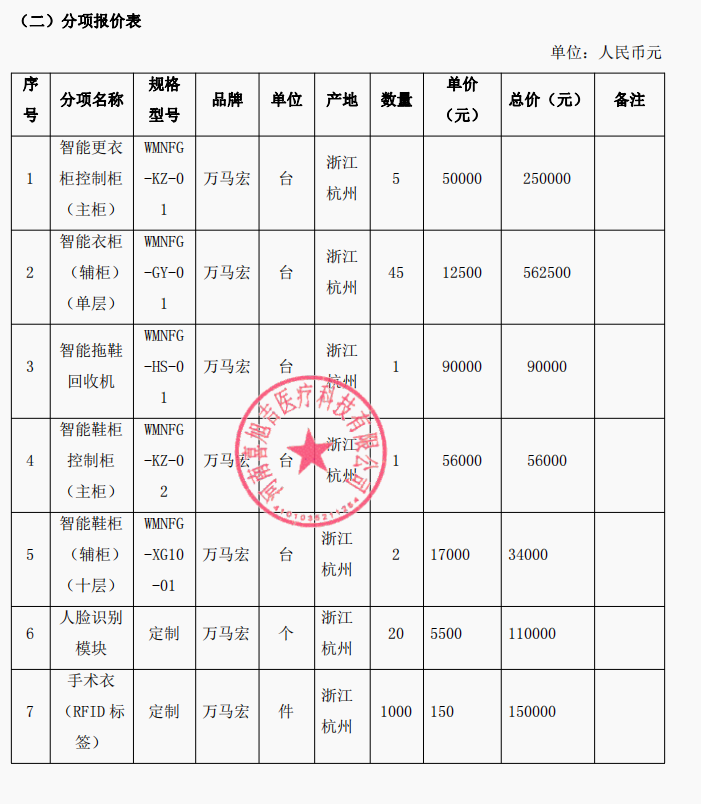 （二）分项报价表
单位：人民币元
序号 分项名称 规格型号 品牌 单位 产地 数量 单价（元） 总价（元） 备注
1 智能更衣柜控制柜（主柜） WMNFG-KZ-01 万马宏 台 浙江杭州 5 50000 250000
2 智能衣柜（辅柜）（单层） WMNFG-GY-01 万马宏 台 浙江杭州 45 12500 562500
3 智能拖鞋回收机 WMNFG-HS-01 万马宏 台 浙江杭州 1 90000 90000
4 智能鞋柜控制柜（主柜） WMNFG-KZ-02 万马宏 台 浙江杭州 1 56000 56000
5 智能鞋柜（辅柜）（十层） WMNFG-XG10-01 万马宏 台 浙江杭州 2 17000 34000
6 人脸识别模块 定制 万马宏 个 浙江杭州 20 5500 110000
7 手术衣（RFID标签） 定制 万马宏 件 浙江杭州 1000 150 150000
河南喜旭吉医疗科技有限公司